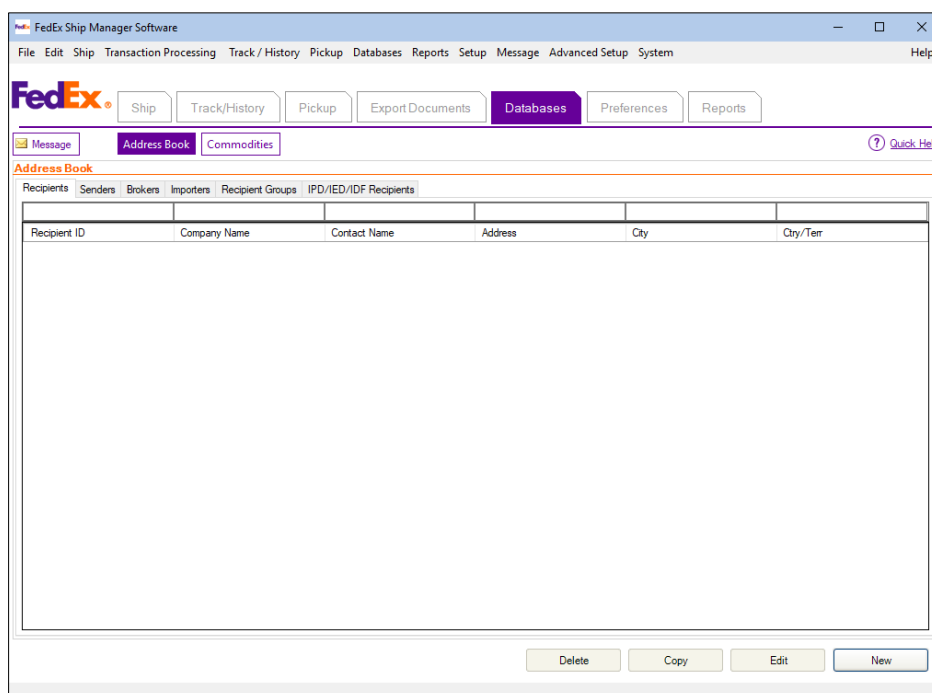 FedEx FedEx Ship Manager Software
File Edit Ship Transaction Processing Track / History Pickup Databases Reports Setup Message Advanced Setup System Help
FedEx® Ship Track/History Pickup Export Documents Databases Preferences Reports
Message Address Book Commodities ? Quick He
Address Book
Recipients Senders Brokers Importers Recipient Groups IPD/IED/IDF Recipients
Recipient ID Company Name Contact Name Address City Ctry/Terr
Delete Copy Edit New